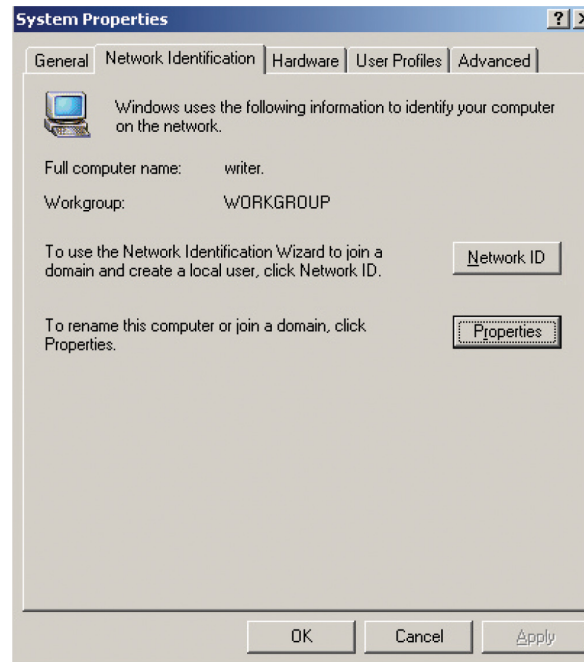 System Properties
General Network Identification Hardware User Profiles Advanced
Windows uses the following information to identify your computer
on the network.
Full computer name: writer.
Workgroup: WORKGROUP
To use the Network Identification Wizard to join a
domain and create a local user, click Network ID.
Network ID
To rename this computer or join a domain, click
Properties.
Properties
OK Cancel Apply